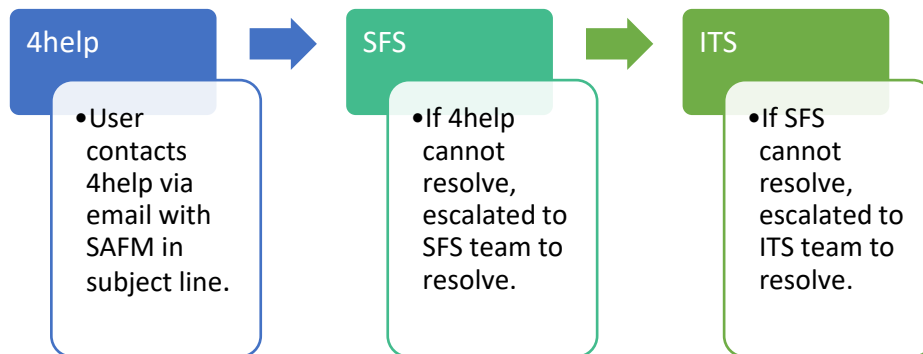 4help
•User
contacts
4help via
email with
SAFM in
subject line.
SFS
•If 4help
cannot
resolve,
escalated to
SFS team to
resolve.
ITS
•If SFS
cannot
resolve,
escalated to
ITS team to
resolve.